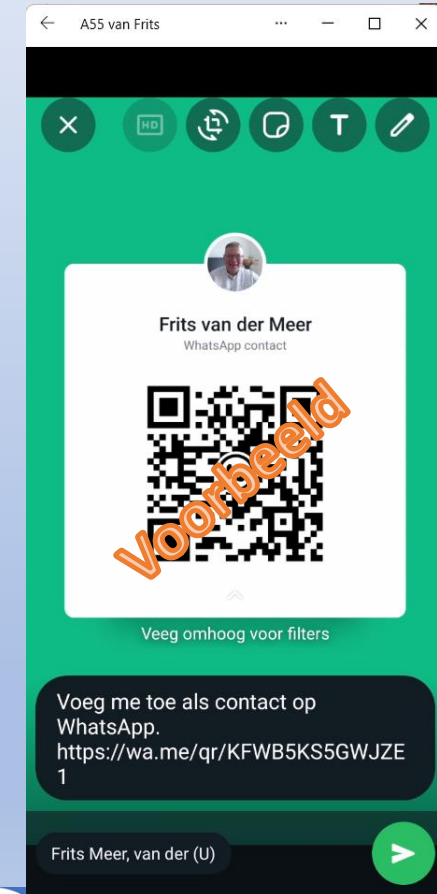 A55 van Frits
HD
T
Frits van der Meer
WhatsApp contact
Voorbeeld
Veeg omhoog voor filters
Voeg me toe als contact op
WhatsApp.
https://wa.me/qr/KFWB5KS5GWJZE
1
Frits Meer, van der (U)